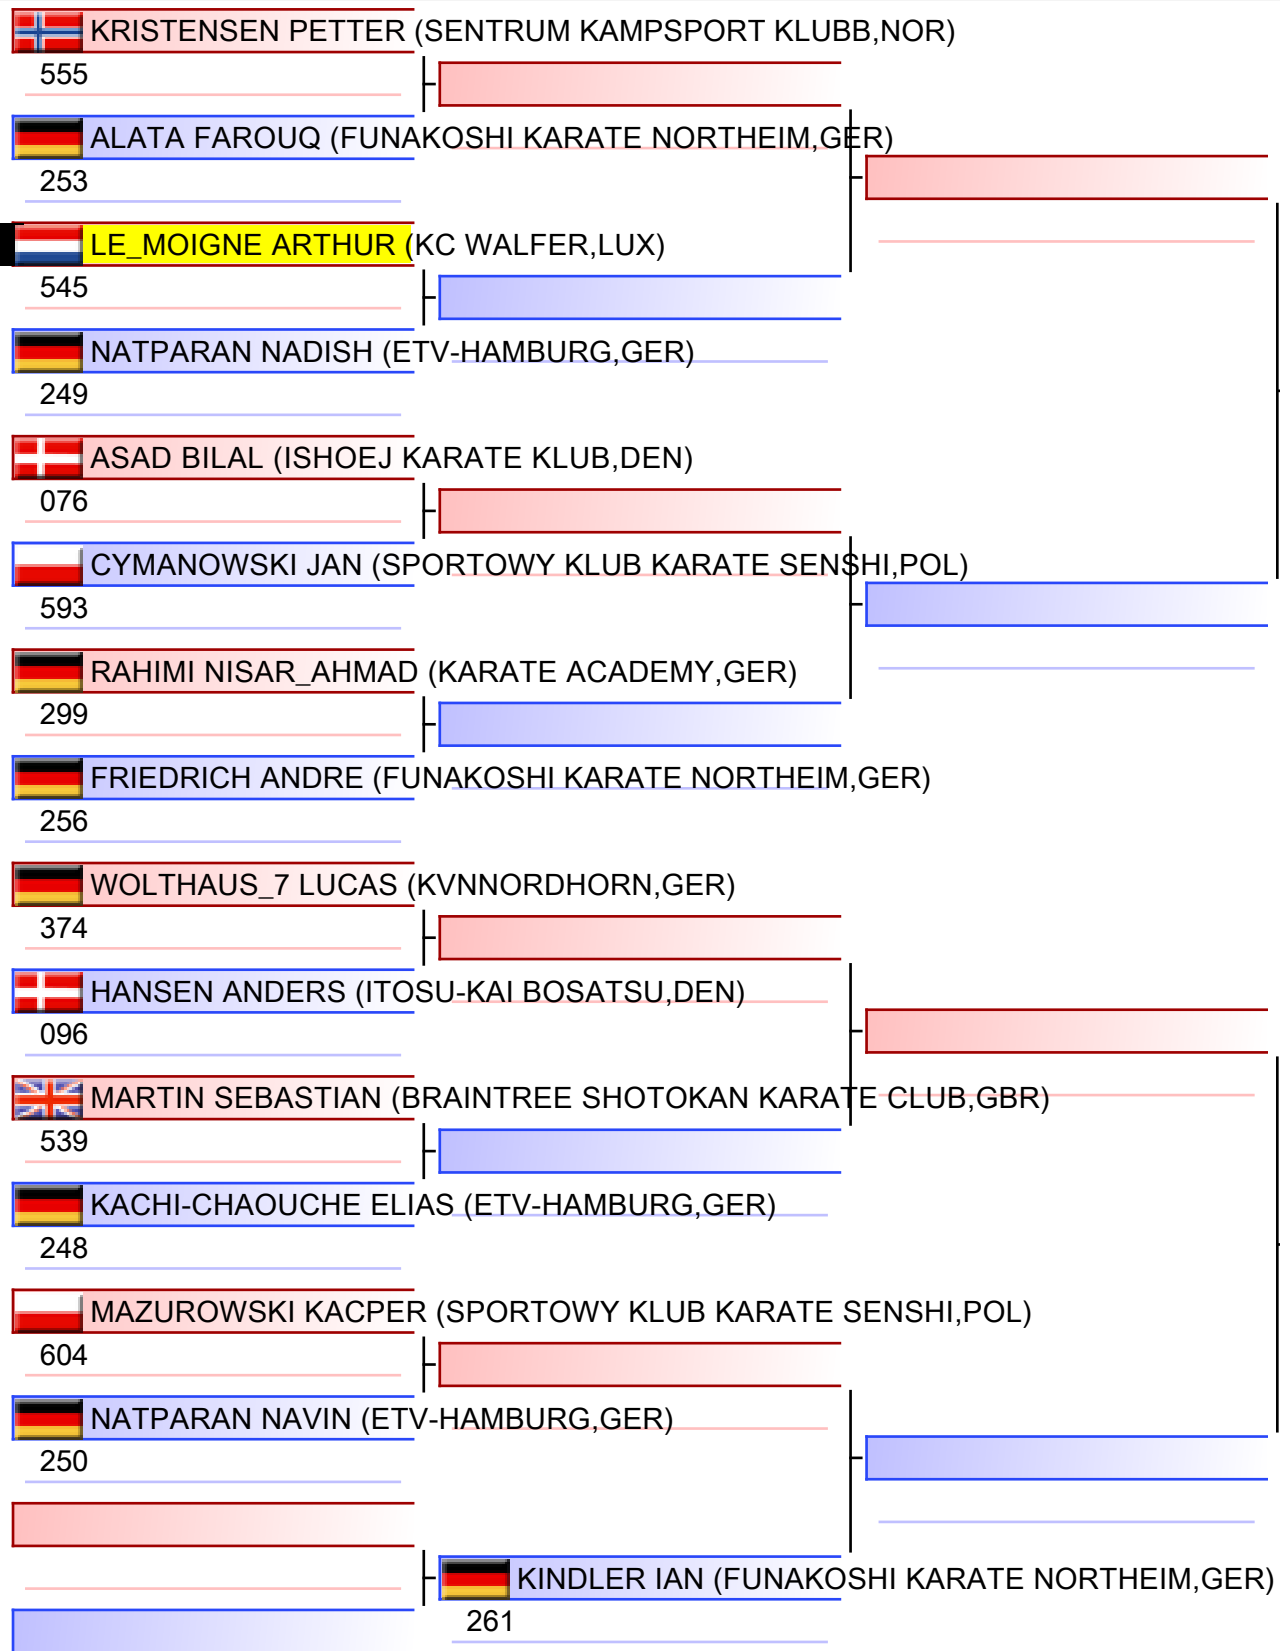 KRISTENSEN PETTER (SENTRUM KAMPSPORT KLUBB,NOR)
555
ALATA FAROUQ (FUNAKOSHI KARATE NORTHEIM,GER)
253
LE_MOIGNE ARTHUR (KC WALFER,LUX)
545
NATPARAN NADISH (ETV-HAMBURG,GER)
249
ASAD BILAL (ISHOEJ KARATE KLUB,DEN)
076
CYMANOWSKI JAN (SPORTOWY KLUB KARATE SENSHI,POL)
593
RAHIMI NISAR_AHMAD (KARATE ACADEMY,GER)
299
FRIEDRICH ANDRE (FUNAKOSHI KARATE NORTHEIM,GER)
256
WOLTHAUS_7 LUCAS (KVNNORDHORN,GER)
374
HANSEN ANDERS (ITOSU-KAI BOSATSU,DEN)
096
MARTIN SEBASTIAN (BRAINTREE SHOTOKAN KARATE CLUB,GBR)
539
KACHI-CHAOUCHE ELIAS (ETV-HAMBURG,GER)
248
MAZUROWSKI KACPER (SPORTOWY KLUB KARATE SENSHI,POL)
604
NATPARAN NAVIN (ETV-HAMBURG,GER)
250
KINDLER IAN (FUNAKOSHI KARATE NORTHEIM,GER)
261